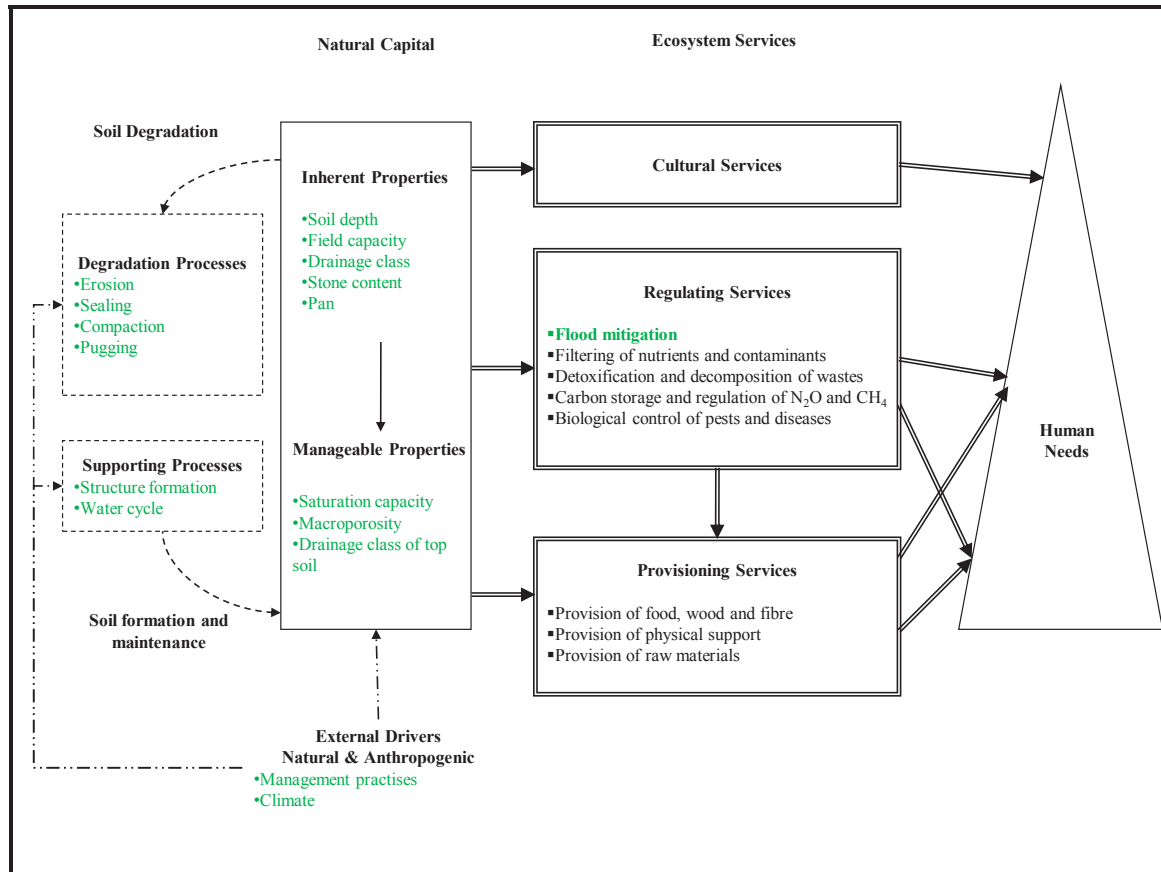 Natural Capital
Ecosystem Services
Soil Degradation
Degradation Processes
•Erosion
•Sealing
•Compaction
•Pugging
Supporting Processes
•Structure formation
•Water cycle
Soil formation and
maintenance
Inherent Properties
•Soil depth
•Field capacity
•Drainage class
•Stone content
•Pan
Manageable Properties
•Saturation capacity
•Macroporosity
•Drainage class of top
soil
External Drivers
Natural & Anthropogenic
•Management practises
•Climate
Cultural Services
Regulating Services
▪Flood mitigation
▪Filtering of nutrients and contaminants
▪Detoxification and decomposition of wastes
▪Carbon storage and regulation of N₂O and CH₄
▪Biological control of pests and diseases
Provisioning Services
▪Provision of food, wood and fibre
▪Provision of physical support
▪Provision of raw materials
Human
Needs